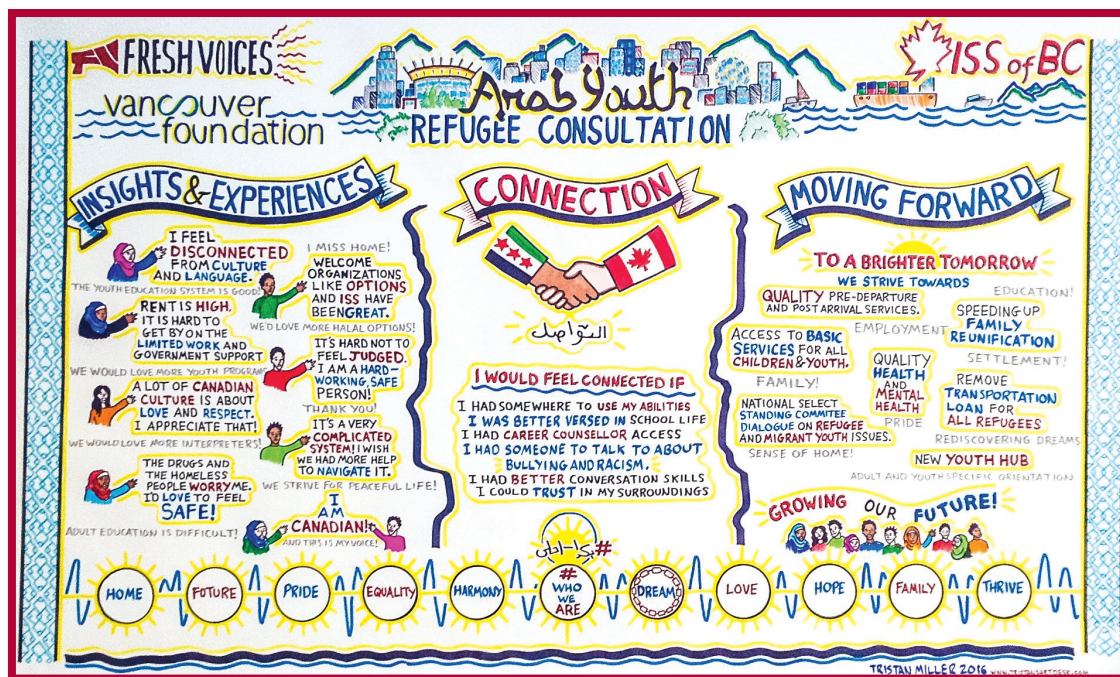 FRESH VOICES
vancouver
foundation
Arab Youth
REFUGEE CONSULTATION
ISS of BC
INSIGHTS & EXPERIENCES
I FEEL
DISCONNECTED
FROM CULTURE
AND LANGUAGE.
THE YOUTH EDUCATION SYSTEM IS GOOD!
I MISS HOME!
WELCOME
ORGANIZATIONS
LIKE OPTIONS
AND ISS HAVE
BEEN GREAT.
RENT IS HIGH,
IT IS HARD TO
GET BY ON THE
LIMITED WORK AND
GOVERNMENT SUPPORT
WE'D LOVE MORE HALAL OPTIONS!
IT'S HARD NOT TO
FEEL JUDGED.
I AM A HARD-
WORKING, SAFE
PERSON!
WE WOULD LOVE MORE YOUTH PROGRAMS
A LOT OF CANADIAN
CULTURE IS ABOUT
LOVE AND RESPECT.
I APPRECIATE THAT!
THANK YOU!
IT'S A VERY
COMPLICATED
SYSTEM! I WISH
WE HAD MORE HELP
TO NAVIGATE IT.
WE WOULD LOVE MORE INTERPRETERS!
THE DRUGS AND
THE HOMELESS
PEOPLE WORRY ME.
I'D LOVE TO FEEL
SAFE!
WE STRIVE FOR PEACEFUL LIFE!
I
AM
CANADIAN!
AND THIS IS MY VOICE!
ADULT EDUCATION IS DIFFICULT!
CONNECTION
التواصل
I WOULD FEEL CONNECTED IF
I HAD SOMEWHERE TO USE MY ABILITIES
I WAS BETTER VERSED IN SCHOOL LIFE
I HAD CAREER COUNSELLOR ACCESS
I HAD SOMEONE TO TALK TO ABOUT
BULLYING AND RACISM.
I HAD BETTER CONVERSATION SKILLS
I COULD TRUST IN MY SURROUNDINGS
MOVING FORWARD
TO A BRIGHTER TOMORROW
WE STRIVE TOWARDS
EDUCATION!
QUALITY PRE-DEPARTURE
AND POST ARRIVAL SERVICES.
SPEEDING UP
FAMILY
REUNIFICATION
EMPLOYMENT
ACCESS TO BASIC
SERVICES FOR ALL
CHILDREN & YOUTH.
SETTLEMENT!
QUALITY
HEALTH
AND
MENTAL
HEALTH
FAMILY!
REMOVE
TRANSPORTATION
LOAN FOR
ALL REFUGEES
NATIONAL SELECT
STANDING COMMITEE
DIALOGUE ON REFUGEE
AND MIGRANT YOUTH ISSUES.
PRIDE
REDISCOVERING DREAMS
SENSE OF HOME!
NEW YOUTH HUB
ADULT AND YOUTH SPECIFIC ORIENTATION
GROWING OUR FUTURE!
#بكرا-احلى
HOME
FUTURE
PRIDE
EQUALITY
HARMONY
#
WHO
WE
ARE
DREAM
LOVE
HOPE
FAMILY
THRIVE
TRISTAN MILLER 2016 www.TRISTANSARTDESK.COM